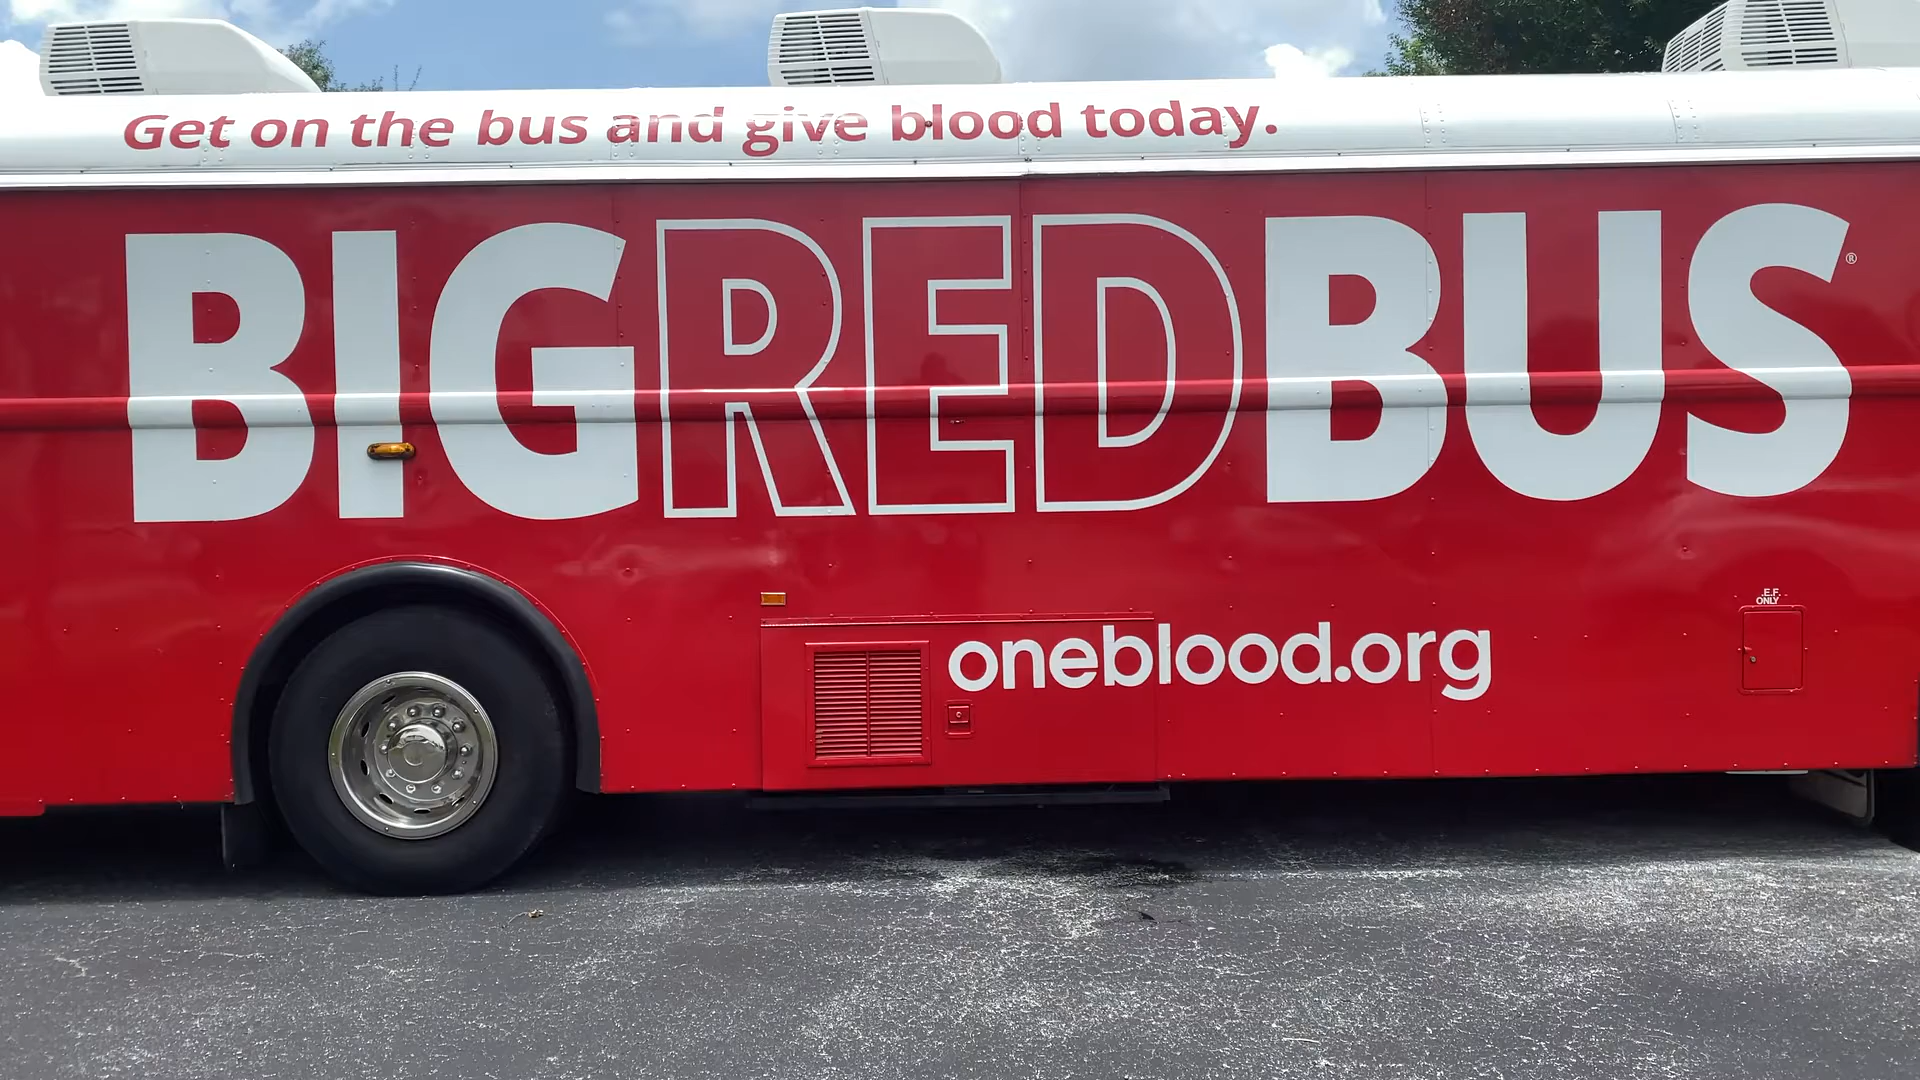 Get on the bus and give blood today.
BIGREDBUS®
oneblood.org
.E.F.
ONLY